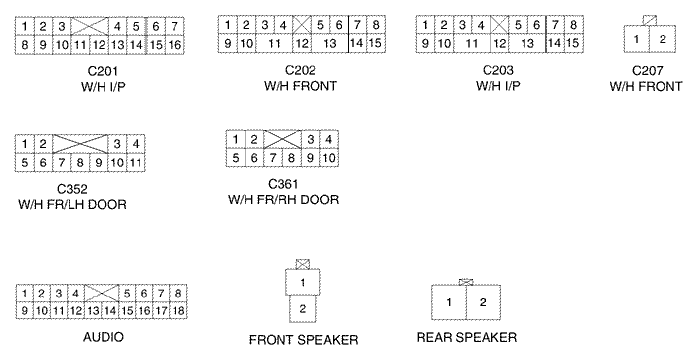 1 2 3 4 5 6 7
8 9 10 11 12 13 14 15 16
C201
W/H I/P
1 2 3 4 5 6 7 8
9 10 11 12 13 14 15
C202
W/H FRONT
1 2 3 4 5 6 7 8
9 10 11 12 13 14 15
C203
W/H I/P
1 2
C207
W/H FRONT
1 2 3 4
5 6 7 8 9 10 11
C352
W/H FR/LH DOOR
1 2 3 4
5 6 7 8 9 10
C361
W/H FR/RH DOOR
1 2 3 4 5 6 7 8
9 10 11 12 13 14 15 16 17 18
AUDIO
1
2
FRONT SPEAKER
1 2
REAR SPEAKER